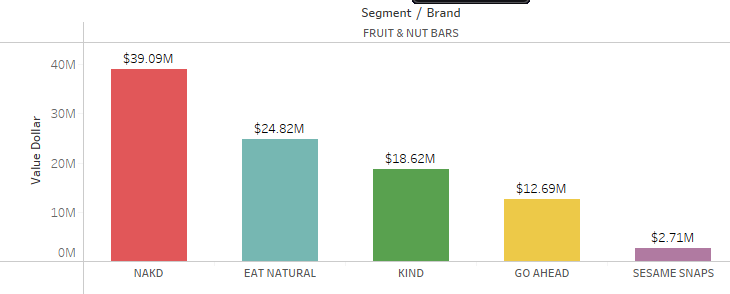 Segment / Brand
FRUIT & NUT BARS
Value Dollar
40M
30M
20M
10M
0M
$39.09M
$24.82M
$18.62M
$12.69M
$2.71M
NAKD
EAT NATURAL
KIND
GO AHEAD
SESAME SNAPS